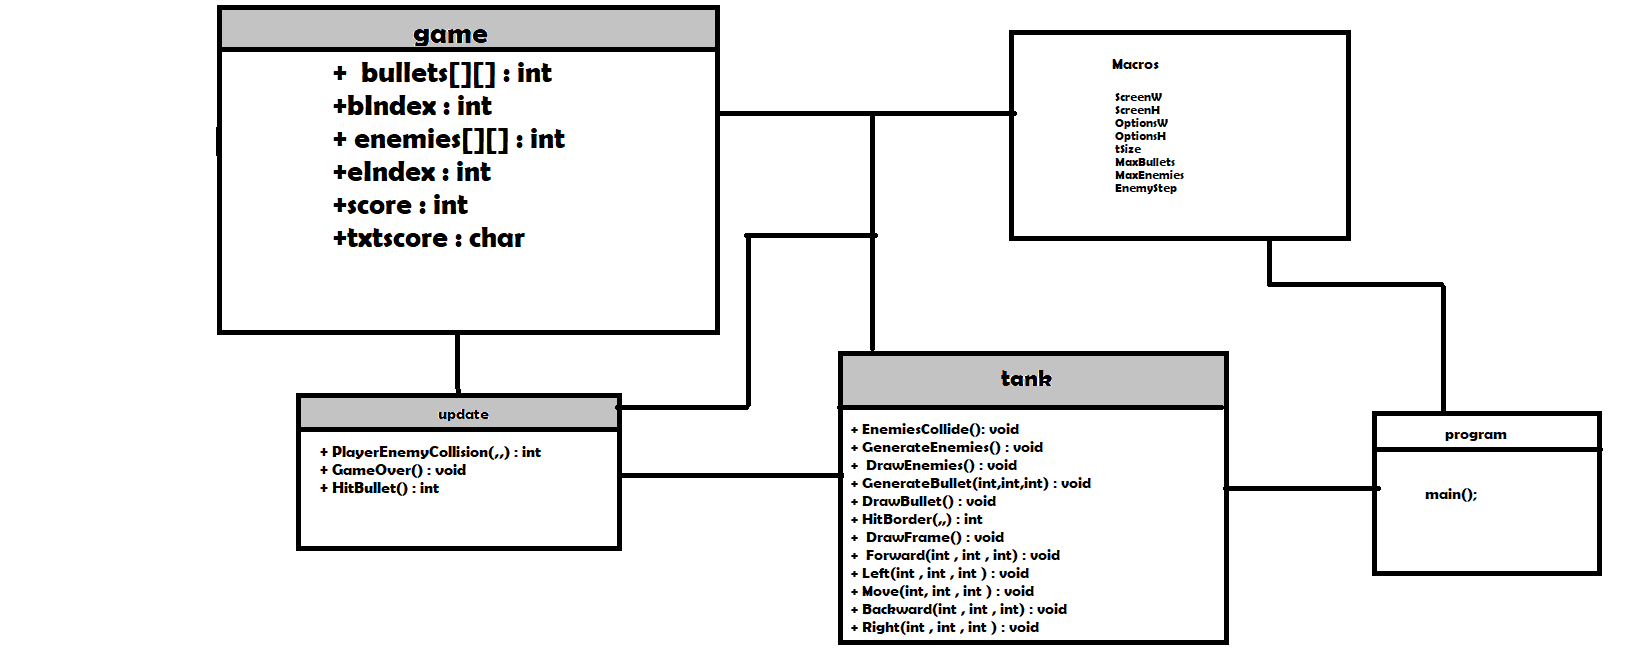 game
+ bullets[][] : int
+bIndex : int
+ enemies[][] : int
+eIndex : int
+score : int
+txtscore : char
Macros
ScreenW
ScreenH
OptionsW
OptionsH
tSize
MaxBullets
MaxEnemies
EnemyStep
update
+ PlayerEnemyCollision(,,) : int
+ GameOver() : void
+ HitBullet() : int
tank
+ EnemiesCollide(): void
+ GenerateEnemies() : void
+ DrawEnemies() : void
+ GenerateBullet(int,int,int) : void
+ DrawBullet() : void
+ HitBorder(,,) : int
+ DrawFrame() : void
+ Forward(int , int , int) : void
+ Left(int , int , int ) : void
+ Move(int, int , int ) : void
+ Backward(int , int , int) : void
+ Right(int , int , int ) : void
program
main();